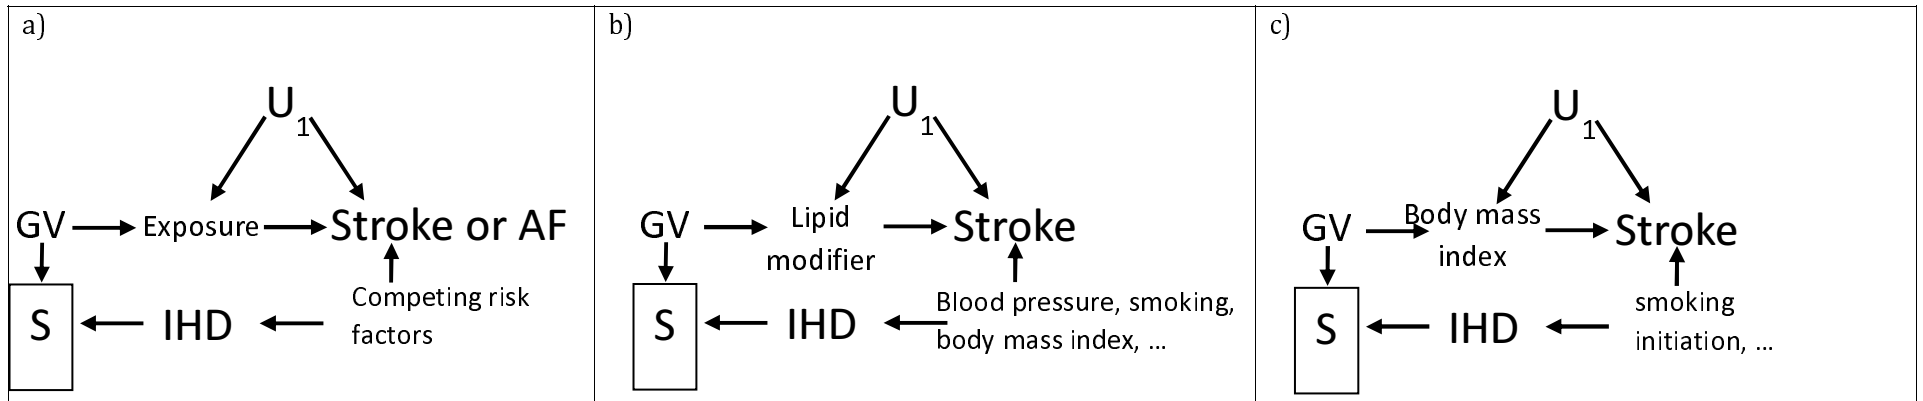 a)
U1
GV Exposure Stroke or AF
Competing risk
factors
S IHD
b)
U1
GV Lipid
modifier
Stroke
Blood pressure, smoking,
body mass index, ...
S IHD
c)
U1
GV Body mass
index
Stroke
smoking
initiation, ...
S IHD